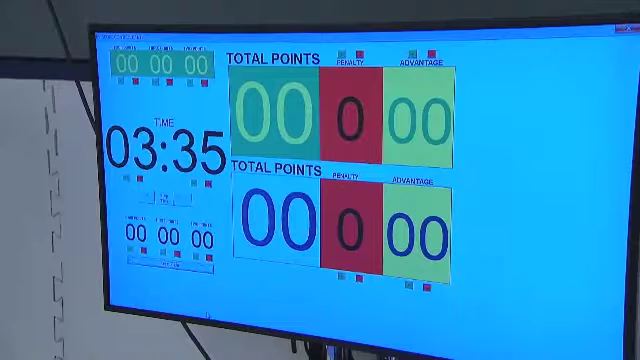 TOTAL POINTS PENALTY ADVANTAGE
00 00 00
00 0 00
TIME
03:35
TOTAL POINTS PENALTY ADVANTAGE
00 0 00
00 00 00